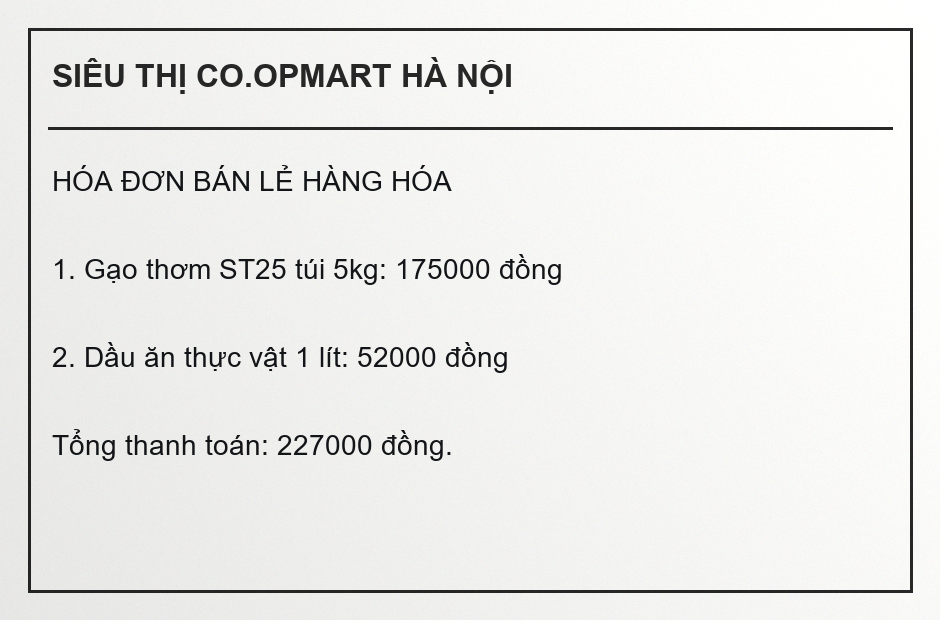 SIÊU THỊ CO.OPMART HÀ NỘI
HÓA ĐƠN BÁN LẺ HÀNG HÓA
1. Gạo thơm ST25 túi 5kg: 175000 đồng
2. Dầu ăn thực vật 1 lít: 52000 đồng
Tổng thanh toán: 227000 đồng.